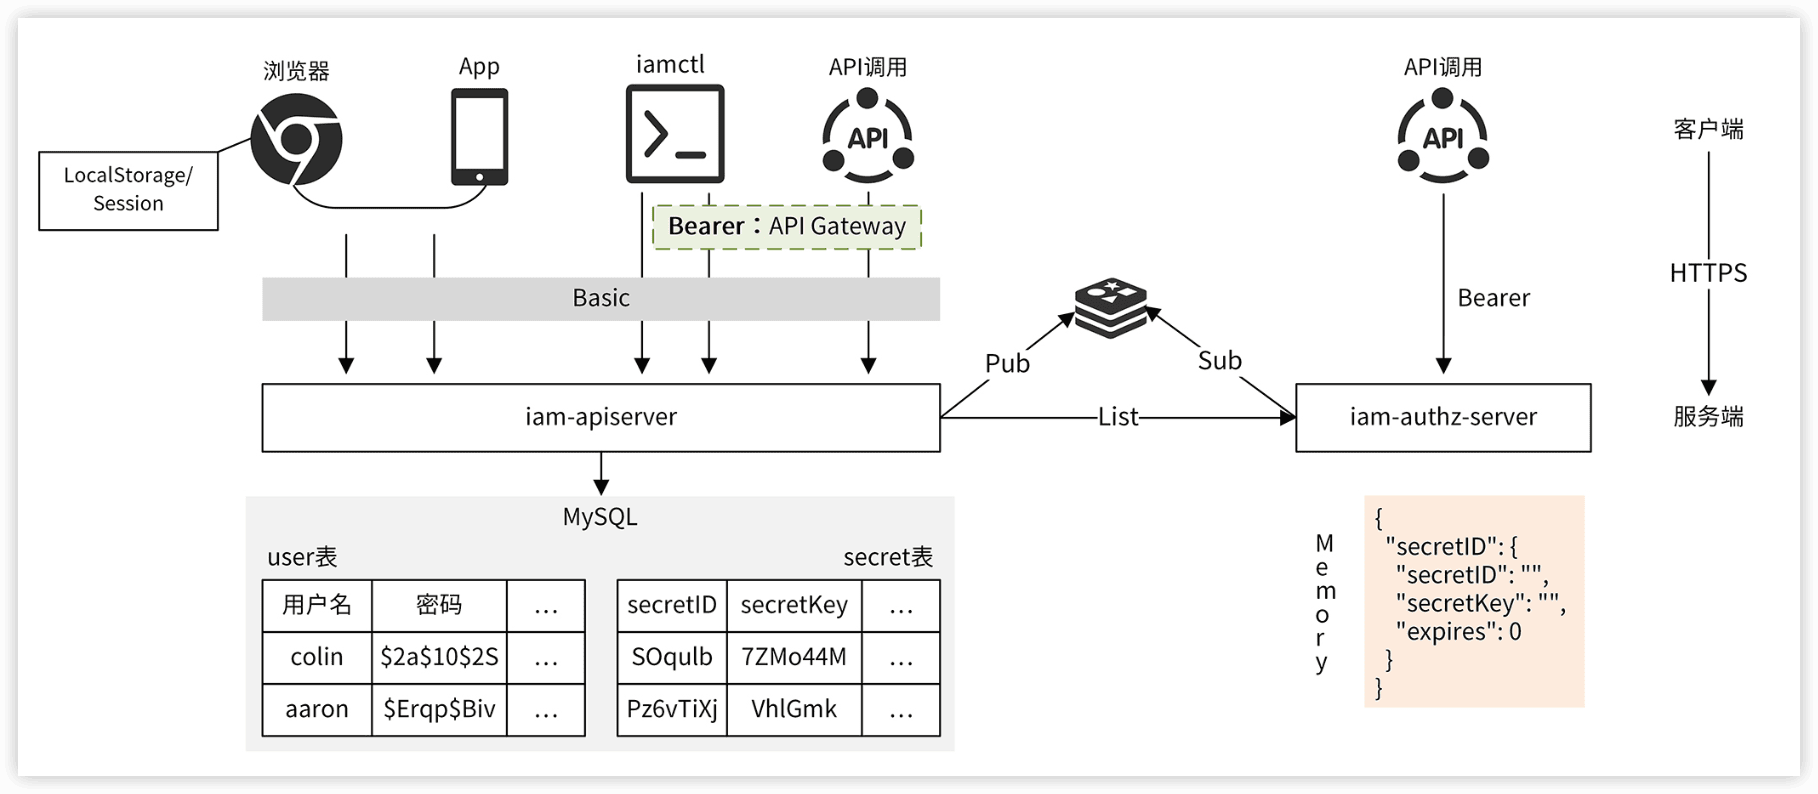 浏览器
App
iamctl
API调用
API调用
API
API
客户端
LocalStorage/
Session
Bearer：API Gateway
Basic
HTTPS
Bearer
Pub
Sub
iam-apiserver
List
iam-authz-server
服务端
MySQL
user表
secret表
用户名 密码 ...
colin $2a$10$2S ...
aaron $Erqp$Biv ...
secretID secretKey ...
SOqulb 7ZMo44M ...
Pz6vTiXj VhlGmk ...
Memory
{
"secretID": {
"secretID": "",
"secretKey": "",
"expires": 0
}
}